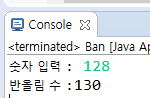 Console
<terminated> Ban [Java Ap
숫자 입력 : 128
반올림 수 :130